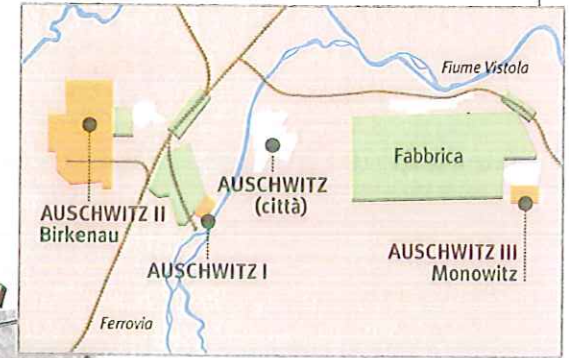 Fiume Vistola
Fabbrica
AUSCHWITZ
(città)
AUSCHWITZ II
Birkenau
AUSCHWITZ I
AUSCHWITZ III
Monowitz
Ferrovia